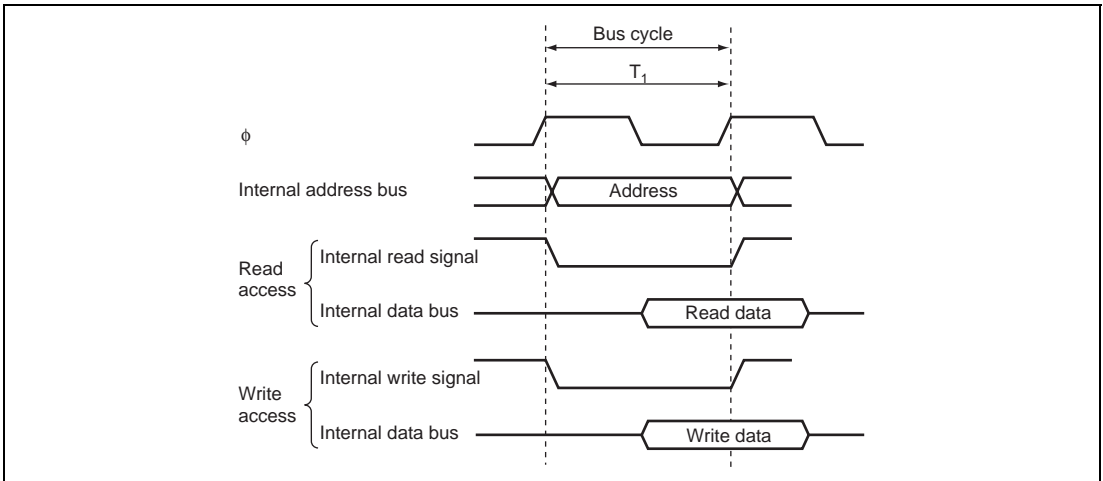 Bus cycle
T1
ϕ
Internal address bus
Address
Read access
Internal read signal
Internal data bus
Read data
Write access
Internal write signal
Internal data bus
Write data